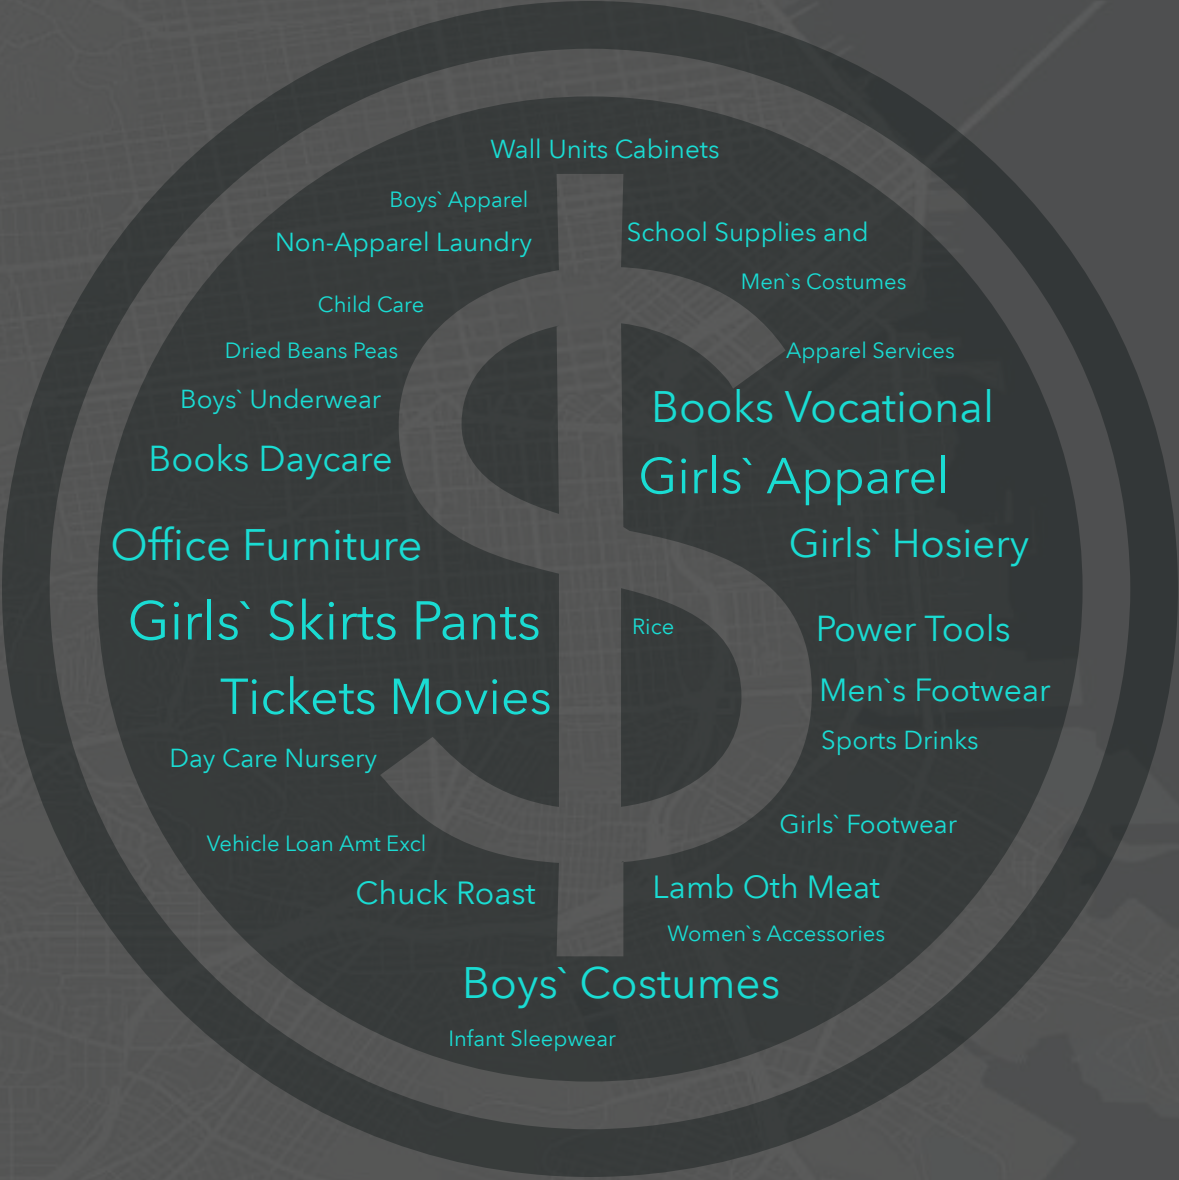 Wall Units Cabinets
Boys` Apparel
School Supplies and
Non-Apparel Laundry
Men`s Costumes
Child Care
Dried Beans Peas
Apparel Services
Boys` Underwear
Books Vocational
Books Daycare
Girls` Apparel
Office Furniture
Girls` Hosiery
Girls` Skirts Pants
Rice
Power Tools
Tickets Movies
Men`s Footwear
Sports Drinks
Day Care Nursery
Girls` Footwear
Vehicle Loan Amt Excl
Chuck Roast
Lamb Oth Meat
Women`s Accessories
Boys` Costumes
Infant Sleepwear